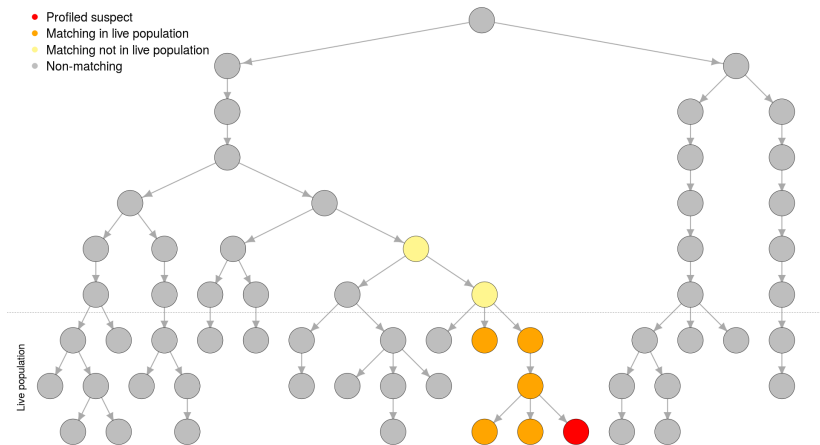 Profiled suspect
Matching in live population
Matching not in live population
Non-matching
Live population